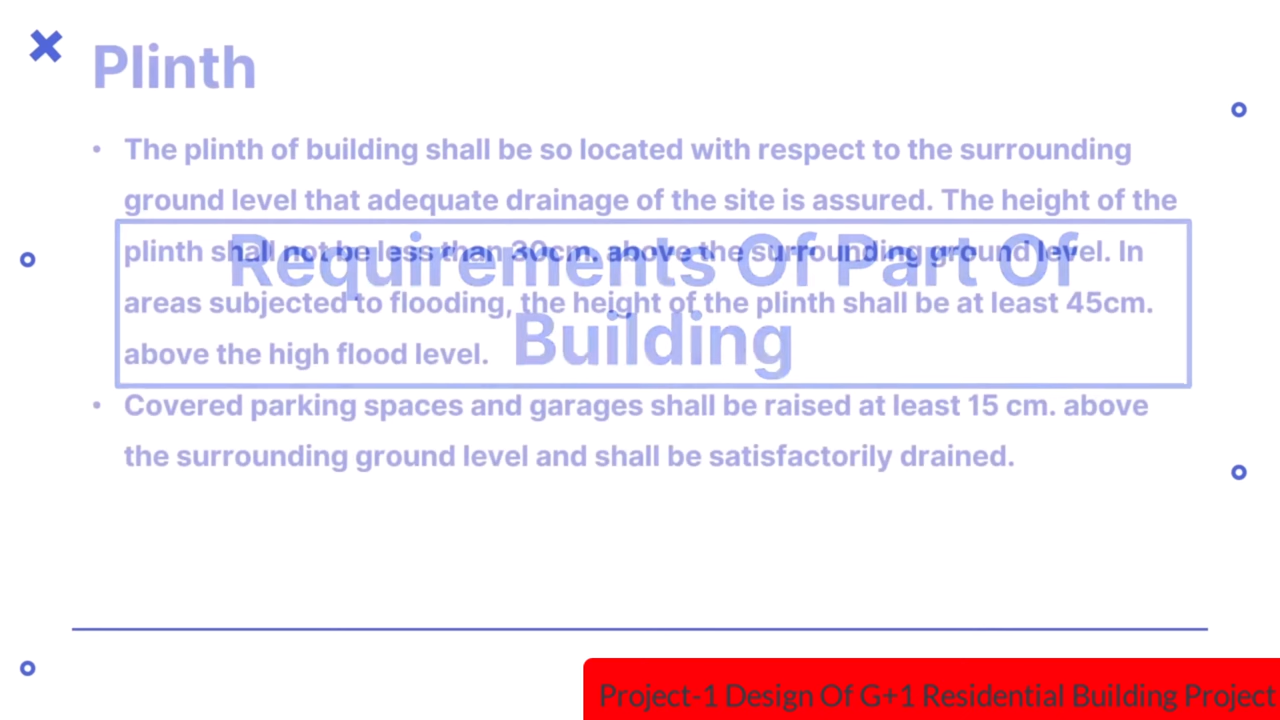 Plinth
• The plinth of building shall be so located with respect to the surrounding
ground level that adequate drainage of the site is assured. The height of the
plinth shall not be less than 30cm. above the surrounding ground level. In
areas subjected to flooding, the height of the plinth shall be at least 45cm.
above the high flood level.
• Covered parking spaces and garages shall be raised at least 15 cm. above
the surrounding ground level and shall be satisfactorily drained.
Requirements Of Part Of
Building
Project-1 Design Of G+1 Residential Building Project